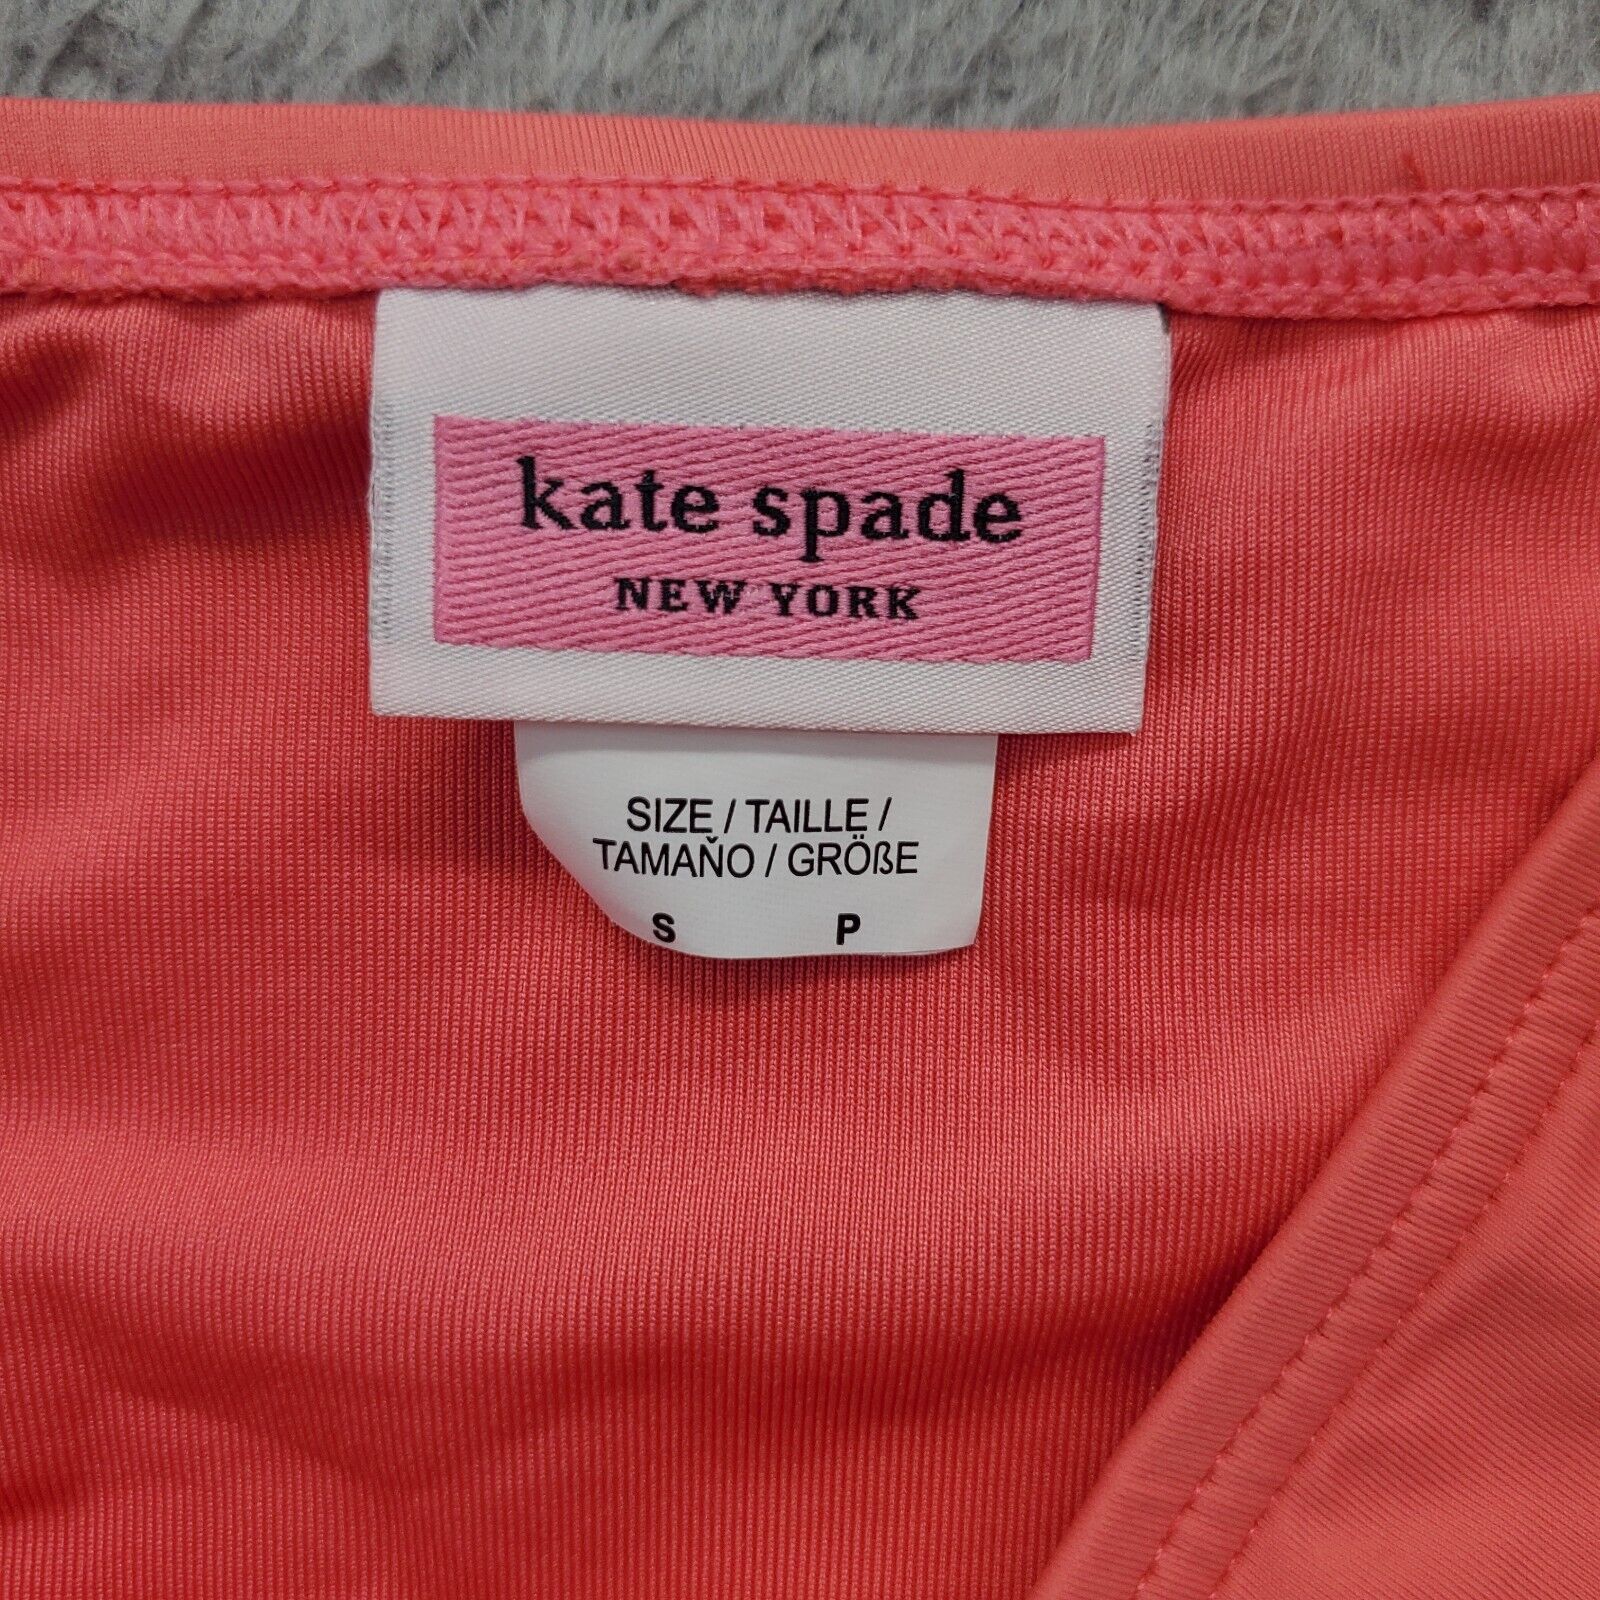 kate spade
NEW YORK
SIZE / TAILLE /
TAMAÑO / GRÖßE
S P